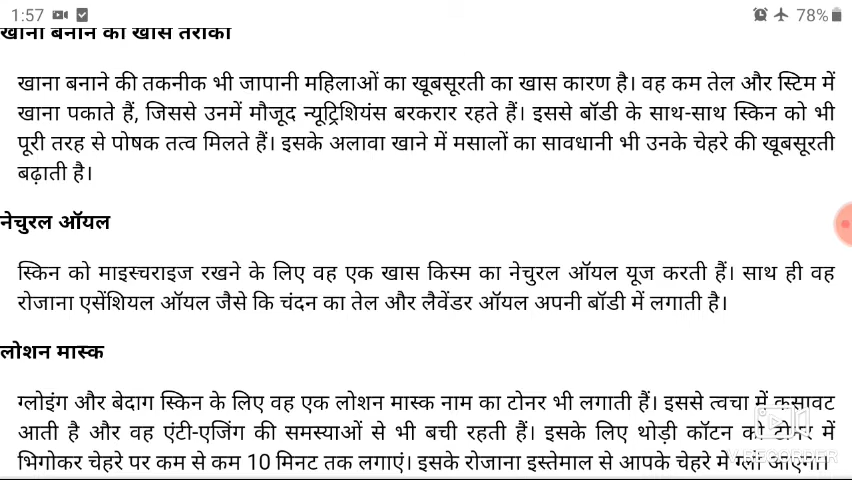 1:57
78%
खाना बनाने का खास तरीका
खाना बनाने की तकनीक भी जापानी महिलाओं का खूबसूरती का खास कारण है। वह कम तेल और स्टिम में
खाना पकाते हैं, जिससे उनमें मौजूद न्यूट्रिशियंस बरकरार रहते हैं। इससे बॉडी के साथ-साथ स्किन को भी
पूरी तरह से पोषक तत्व मिलते हैं। इसके अलावा खाने में मसालों का सावधानी भी उनके चेहरे की खूबसूरती
बढ़ाती है।
नेचुरल ऑयल
स्किन को माइस्चराइज रखने के लिए वह एक खास किस्म का नेचुरल ऑयल यूज करती हैं। साथ ही वह
रोजाना एसेंशियल ऑयल जैसे कि चंदन का तेल और लैवेंडर ऑयल अपनी बॉडी में लगाती है।
लोशन मास्क
ग्लोइंग और बेदाग स्किन के लिए वह एक लोशन मास्क नाम का टोनर भी लगाती हैं। इससे त्वचा में कसावट
आती है और वह एंटी-एजिंग की समस्याओं से भी बची रहती हैं। इसके लिए थोड़ी कॉटन को टोनर में
भिगोकर चेहरे पर कम से कम 10 मिनट तक लगाएं। इसके रोजाना इस्तेमाल से आपके चेहरे में ग्लो आएगा।
V RECORDER